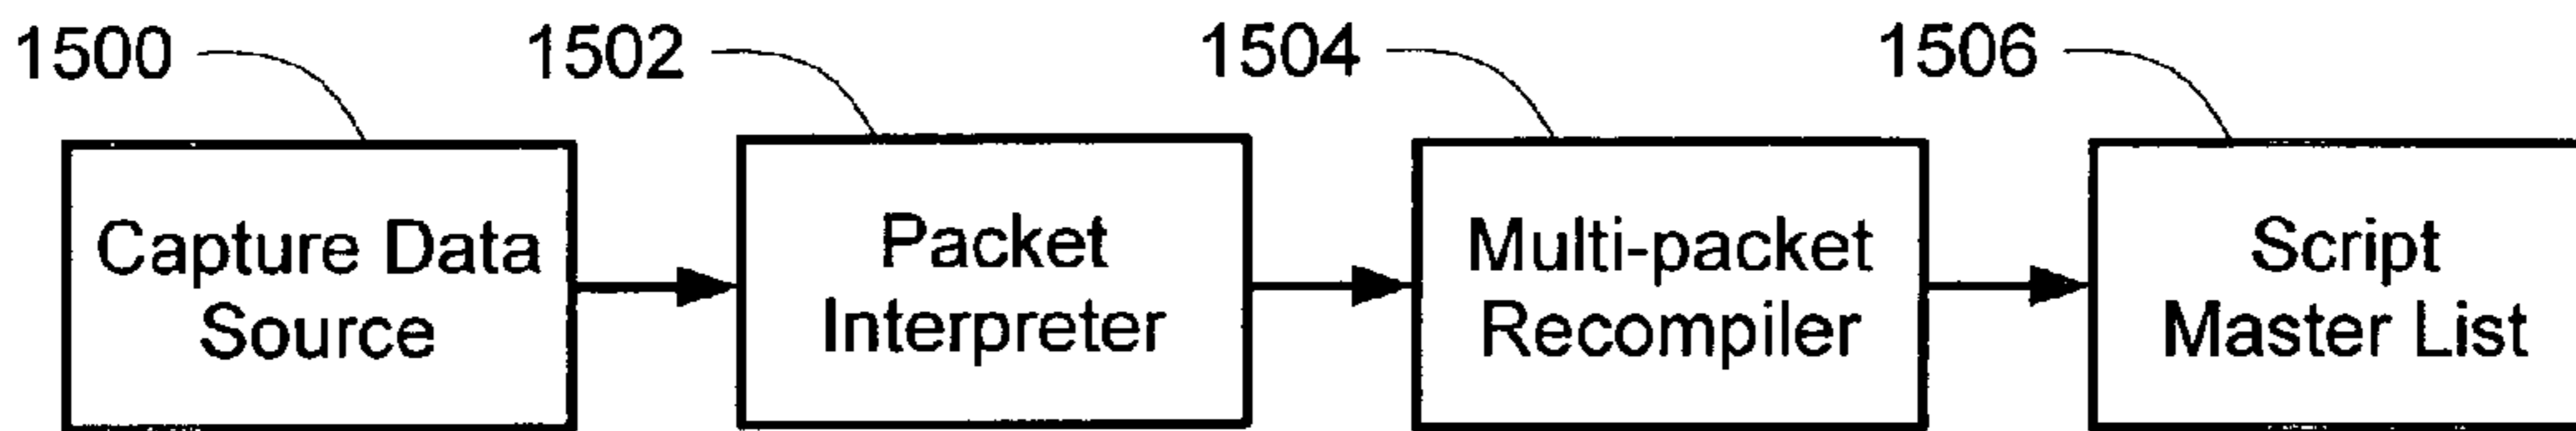 1500
1502
1504
1506
Capture Data
Source
Packet
Interpreter
Multi-packet
Recompiler
Script
Master List